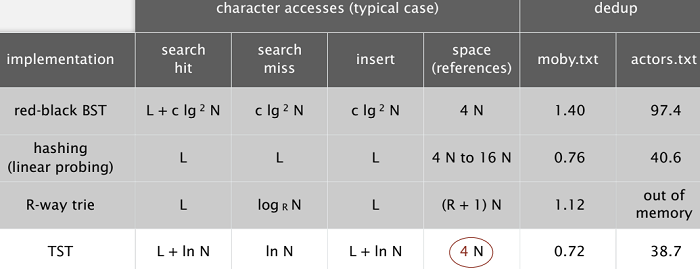 character accesses (typical case) dedup
implementation search hit search miss insert space (references) moby.txt actors.txt
red-black BST L + c lg ² N c lg ² N c lg ² N 4 N 1.40 97.4
hashing (linear probing) L L L 4 N to 16 N 0.76 40.6
R-way trie L log R N L (R + 1) N 1.12 out of memory
TST L + ln N ln N L + ln N 4 N 0.72 38.7